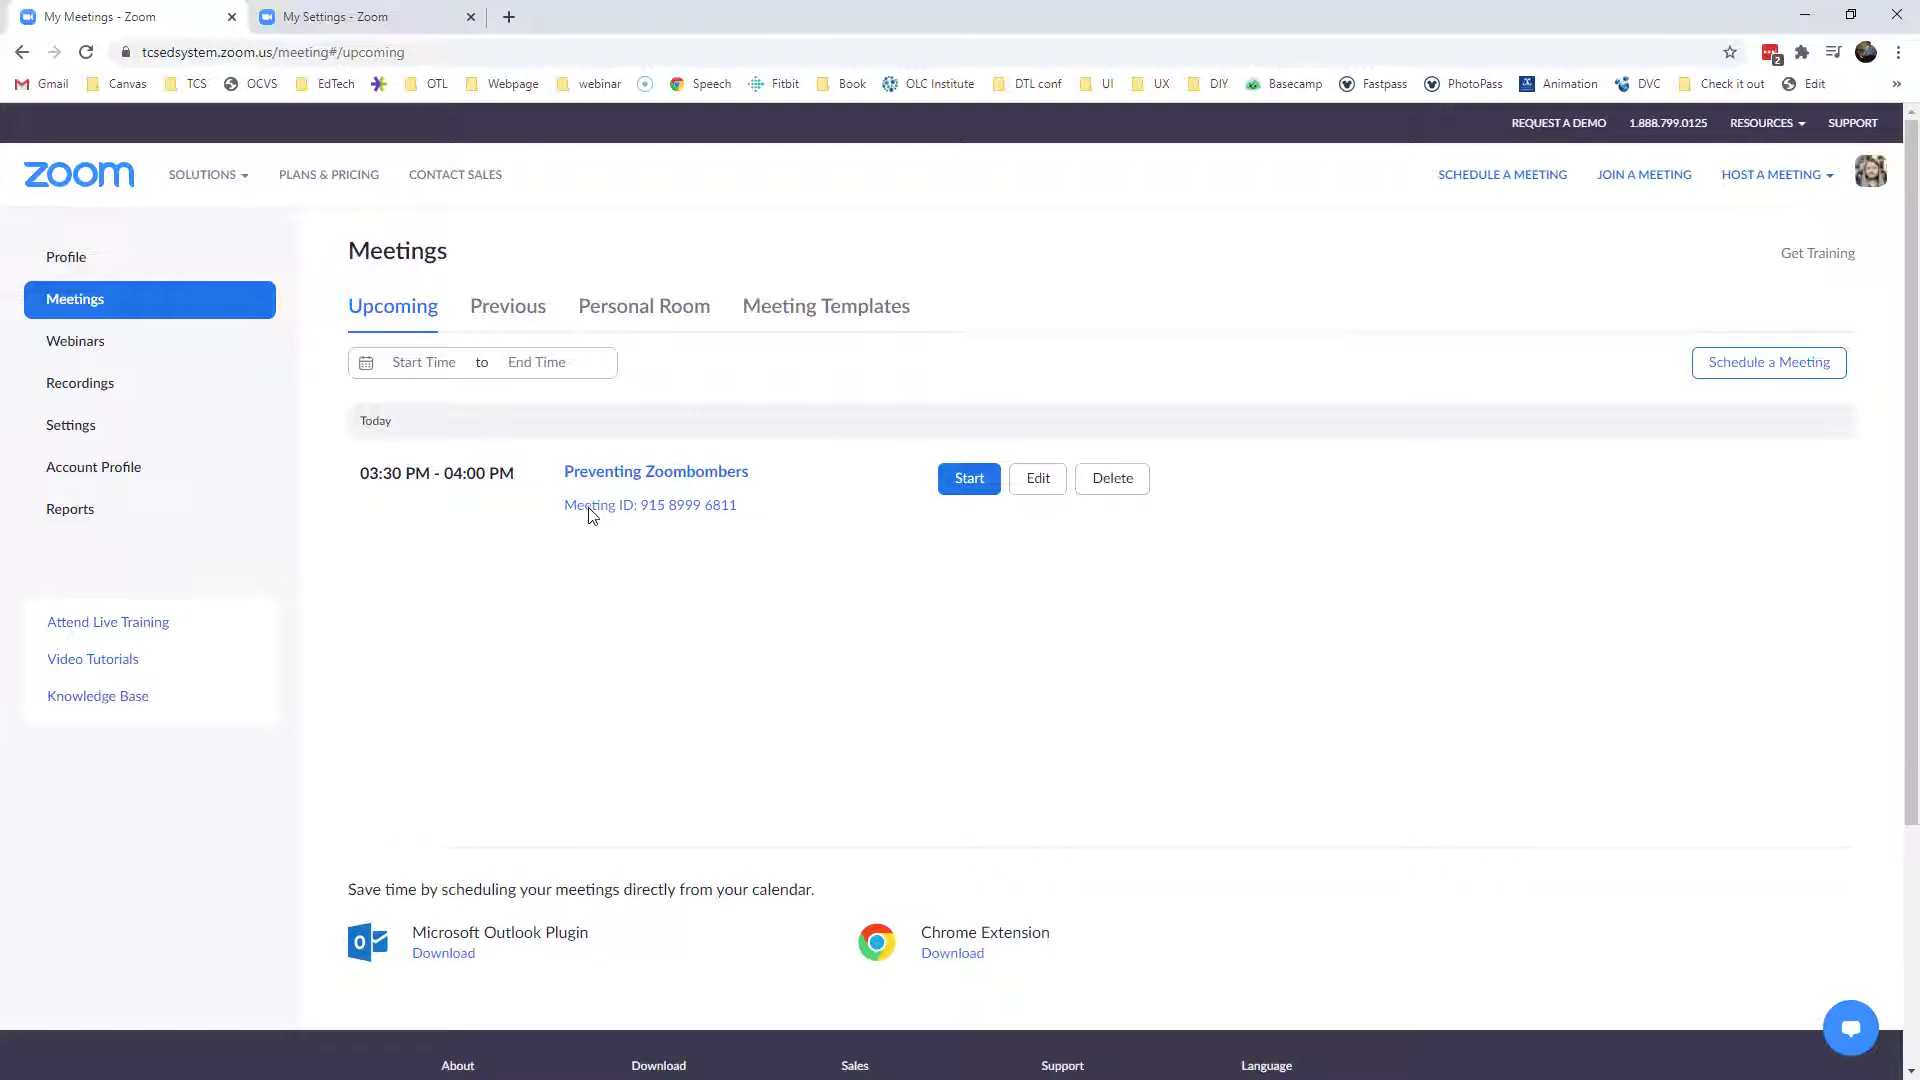 My Meetings - Zoom
My Settings - Zoom
tcsedsystem.zoom.us/meeting#/upcoming
2
Gmail Canvas TCS OCVS EdTech OTL Webpage webinar Speech Fitbit Book OLC Institute DTL conf UI UX DIY Basecamp Fastpass PhotoPass Animation DVC Check it out Edit »
REQUEST A DEMO 1.888.799.0125 RESOURCES SUPPORT
zoom SOLUTIONS PLANS & PRICING CONTACT SALES SCHEDULE A MEETING JOIN A MEETING HOST A MEETING
Profile
Meetings
Webinars
Recordings
Settings
Account Profile
Reports
Attend Live Training
Video Tutorials
Knowledge Base
Meetings
Get Training
Upcoming Previous Personal Room Meeting Templates
Start Time to End Time
Schedule a Meeting
Today
03:30 PM - 04:00 PM
Preventing Zoombombers
Meeting ID: 915 8999 6811
Start Edit Delete
Save time by scheduling your meetings directly from your calendar.
Microsoft Outlook Plugin
Download
Chrome Extension
Download
About Download Sales Support Language